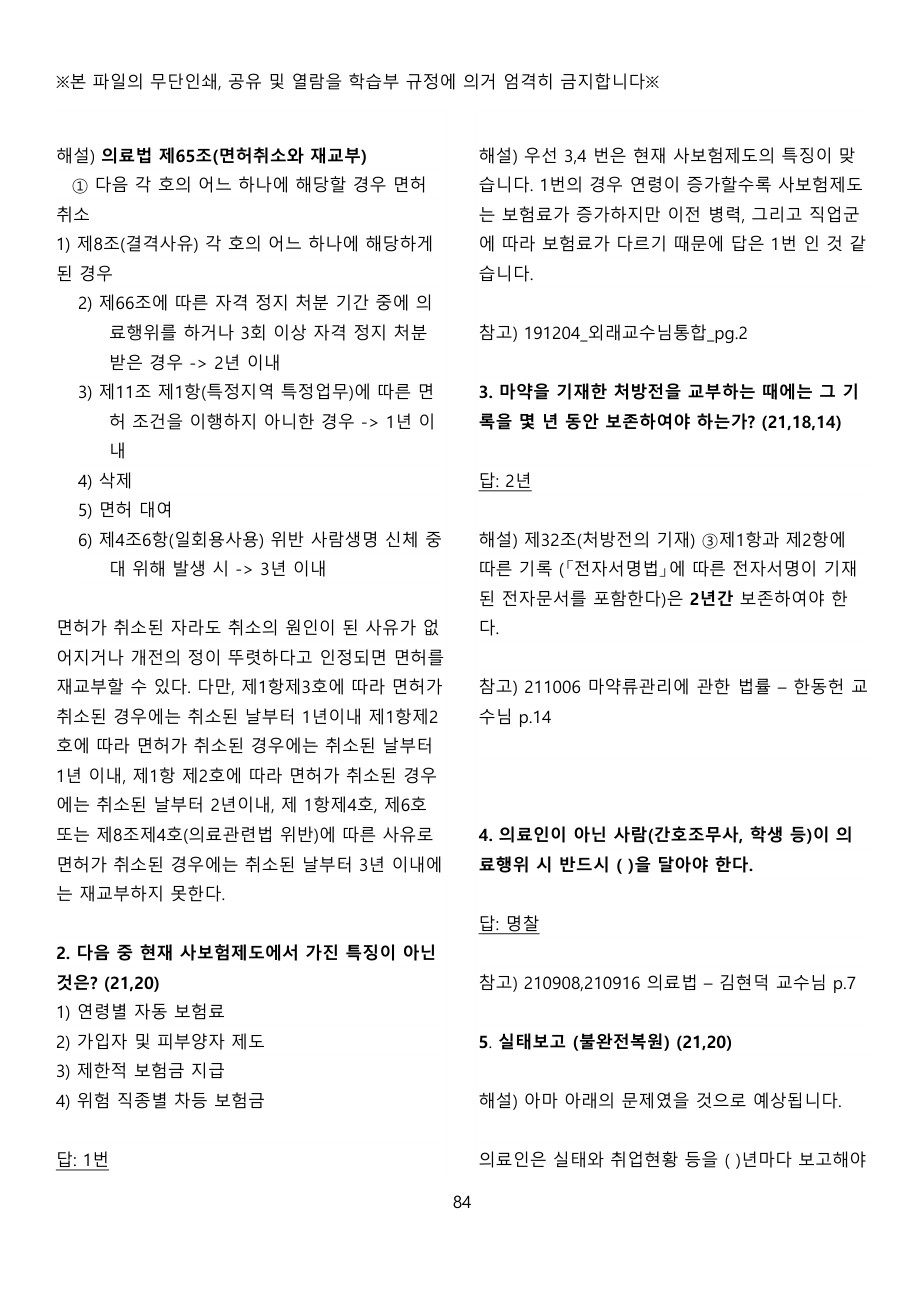 ※본 파일의 무단인쇄, 공유 및 열람을 학습부 규정에 의거 엄격히 금지합니다※
해설) 의료법 제65조(면허취소와 재교부)
① 다음 각 호의 어느 하나에 해당할 경우 면허
취소
1) 제8조(결격사유) 각 호의 어느 하나에 해당하게
된 경우
2) 제66조에 따른 자격 정지 처분 기간 중에 의
료행위를 하거나 3회 이상 자격 정지 처분
받은 경우 -> 2년 이내
3) 제11조 제1항(특정지역 특정업무)에 따른 면
허 조건을 이행하지 아니한 경우 -> 1년 이
내
4) 삭제
5) 면허 대여
6) 제4조6항(일회용사용) 위반 사람생명 신체 중
대 위해 발생 시 -> 3년 이내
면허가 취소된 자라도 취소의 원인이 된 사유가 없
어지거나 개전의 정이 뚜렷하다고 인정되면 면허를
재교부할 수 있다. 다만, 제1항제3호에 따라 면허가
취소된 경우에는 취소된 날부터 1년이내 제1항제2
호에 따라 면허가 취소된 경우에는 취소된 날부터
1년 이내, 제1항 제2호에 따라 면허가 취소된 경우
에는 취소된 날부터 2년이내, 제 1항제4호, 제6호
또는 제8조제4호(의료관련법 위반)에 따른 사유로
면허가 취소된 경우에는 취소된 날부터 3년 이내에
는 재교부하지 못한다.
2. 다음 중 현재 사보험제도에서 가진 특징이 아닌
것은? (21,20)
1) 연령별 자동 보험료
2) 가입자 및 피부양자 제도
3) 제한적 보험금 지급
4) 위험 직종별 차등 보험금
답: 1번
해설) 우선 3,4 번은 현재 사보험제도의 특징이 맞
습니다. 1번의 경우 연령이 증가할수록 사보험제도
는 보험료가 증가하지만 이전 병력, 그리고 직업군
에 따라 보험료가 다르기 때문에 답은 1번 인 것 같
습니다.
참고) 191204_외래교수님통합_pg.2
3. 마약을 기재한 처방전을 교부하는 때에는 그 기
록을 몇 년 동안 보존하여야 하는가? (21,18,14)
답: 2년
해설) 제32조(처방전의 기재) ③제1항과 제2항에
따른 기록 (「전자서명법」에 따른 전자서명이 기재
된 전자문서를 포함한다)은 2년간 보존하여야 한
다.
참고) 211006 마약류관리에 관한 법률 – 한동헌 교
수님 p.14
4. 의료인이 아닌 사람(간호조무사, 학생 등)이 의
료행위 시 반드시 ( )을 달아야 한다.
답: 명찰
참고) 210908,210916 의료법 – 김현덕 교수님 p.7
5. 실태보고 (불완전복원) (21,20)
해설) 아마 아래의 문제였을 것으로 예상됩니다.
의료인은 실태와 취업현황 등을 ( )년마다 보고해야
84